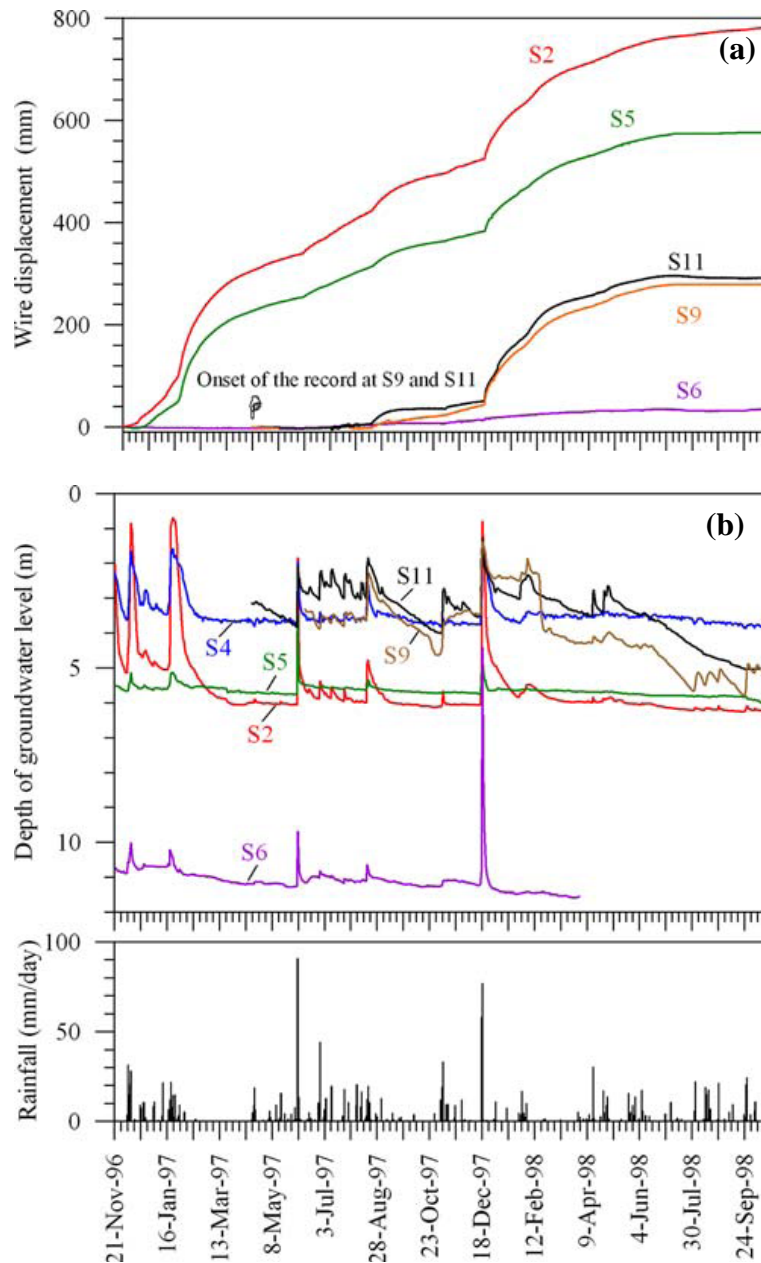 800
(a)
S2
Wire displacement (mm)
600
S5
400
S11
200
S9
Onset of the record at S9 and S11
S6
0
0
(b)
Depth of groundwater level (m)
S11
S4
S9
5
S5
S2
10
S6
100
Rainfall (mm/day)
50
0
21-Nov-96
16-Jan-97
13-Mar-97
8-May-97
3-Jul-97
28-Aug-97
23-Oct-97
18-Dec-97
12-Feb-98
9-Apr-98
4-Jun-98
30-Jul-98
24-Sep-98